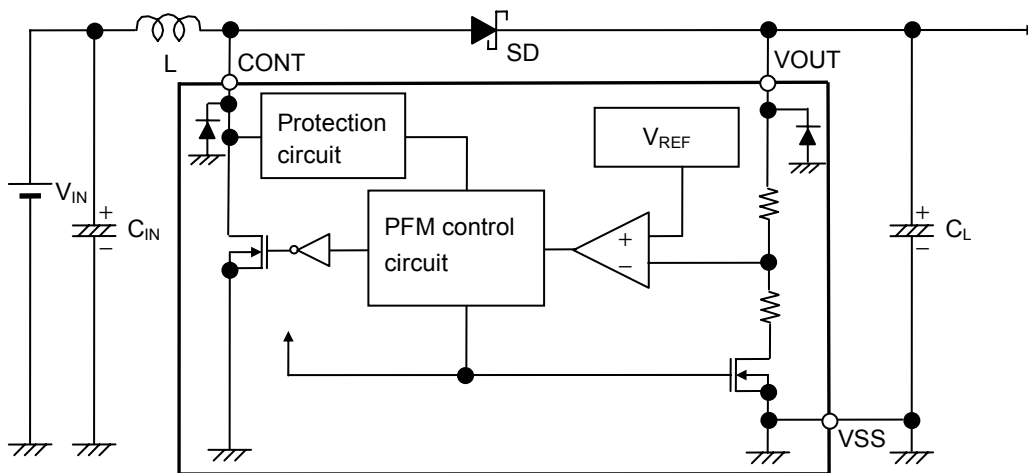 L
CONT
SD
VOUT
Protection
circuit
VREF
VIN
+
CIN
−
PFM control
circuit
+
−
+
CL
−
VSS